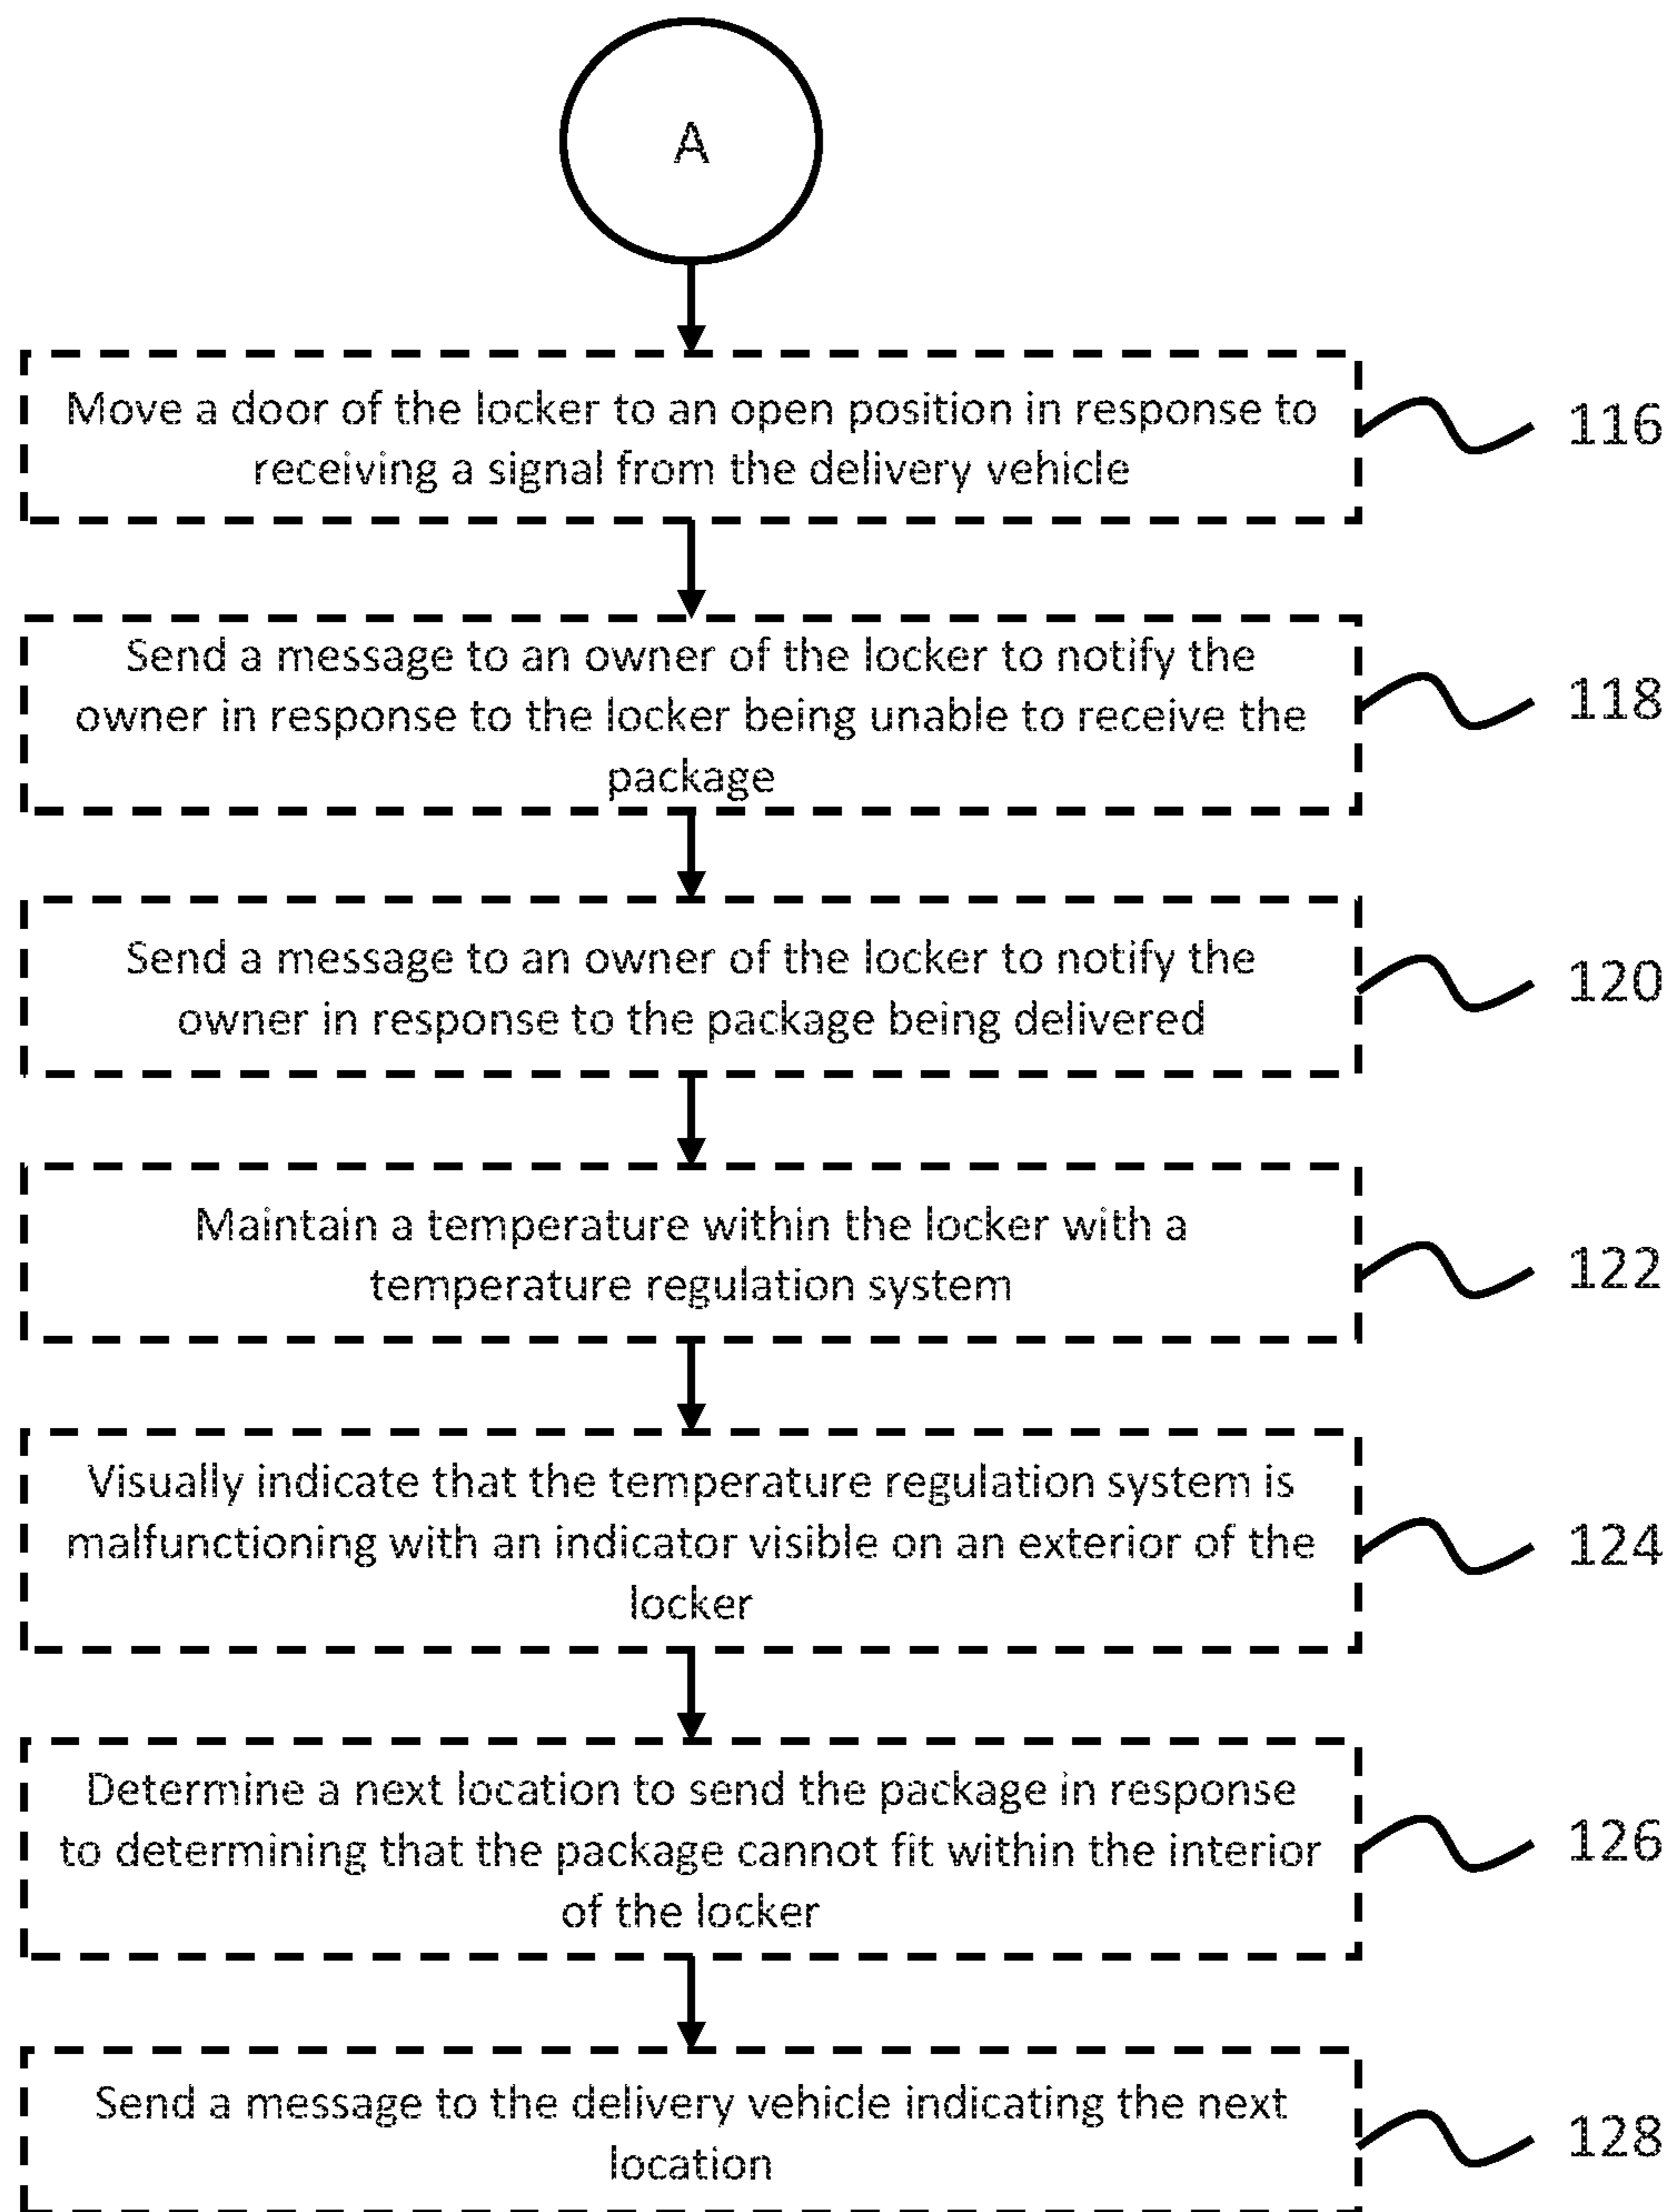 A
Move a door of the locker to an open position in response to
receiving a signal from the delivery vehicle
116
Send a message to an owner of the locker to notify the
owner in response to the locker being unable to receive the
package
118
Send a message to an owner of the locker to notify the
owner in response to the package being delivered
120
Maintain a temperature within the locker with a
temperature regulation system
122
Visually indicate that the temperature regulation system is
malfunctioning with an indicator visible on an exterior of the
locker
124
Determine a next location to send the package in response
to determining that the package cannot fit within the interior
of the locker
126
Send a message to the delivery vehicle indicating the next
location
128